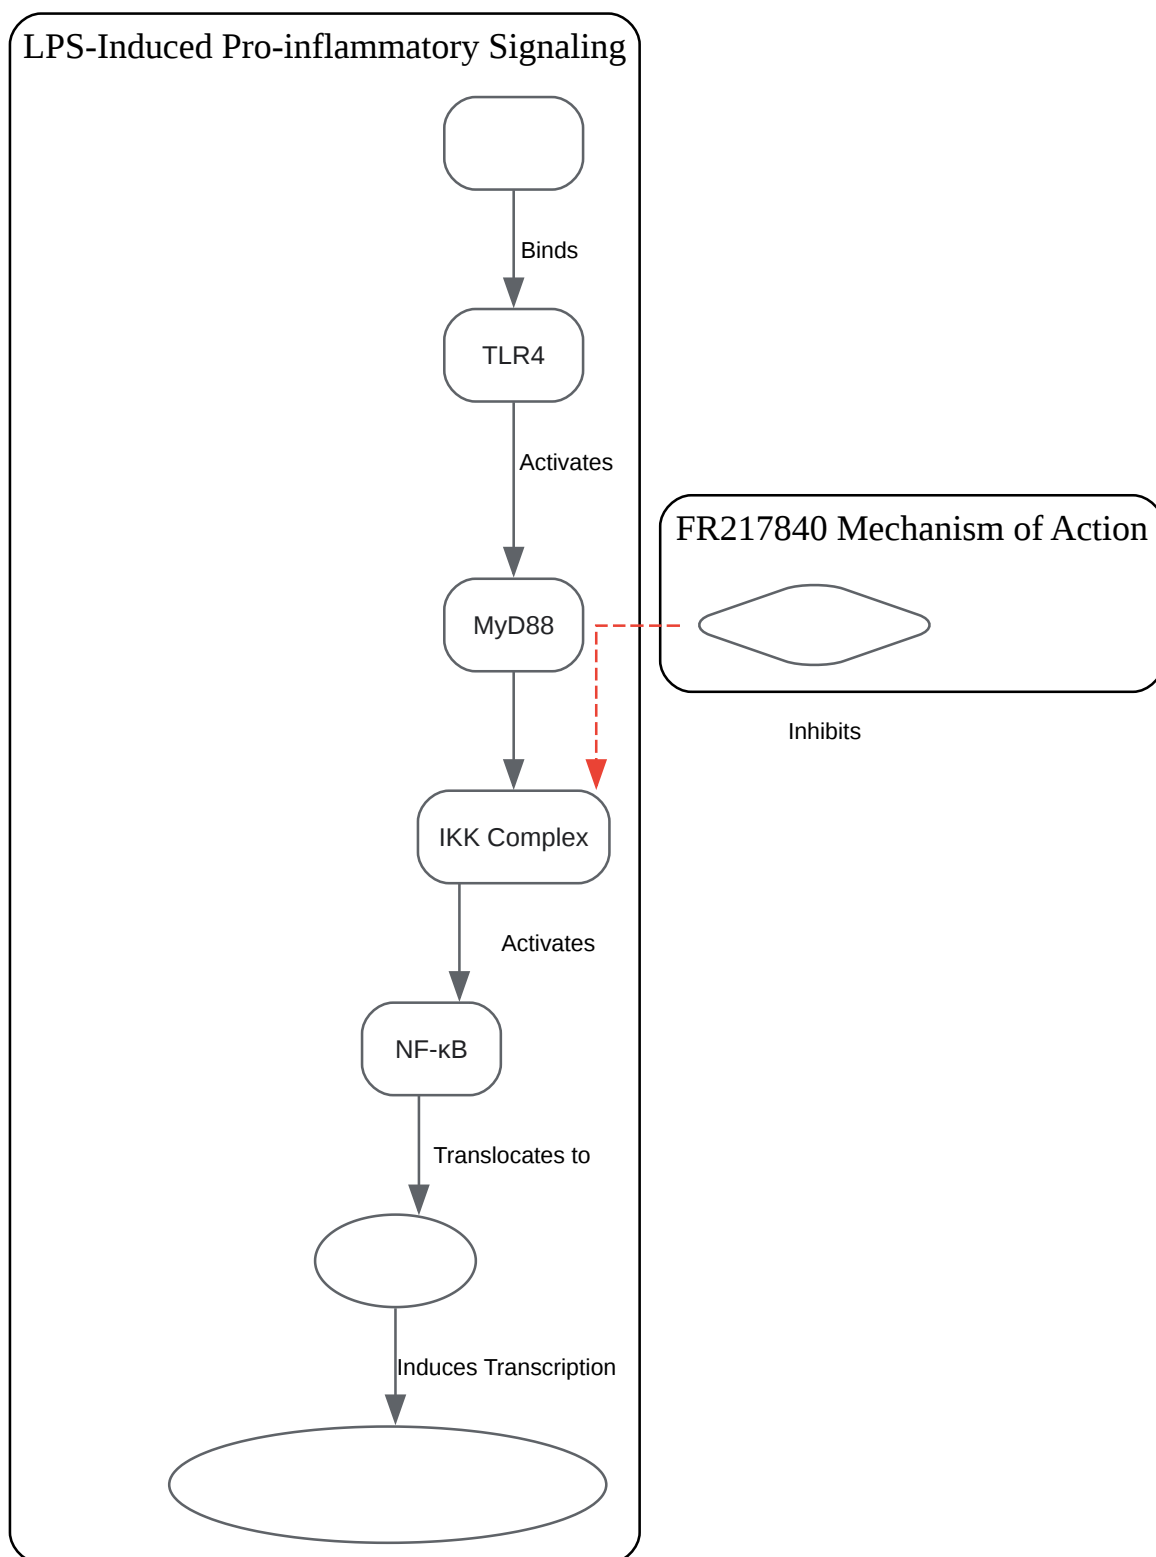 LPS-Induced Pro-inflammatory Signaling
Binds
TLR4
Activates
FR217840 Mechanism of Action
MyD88
Inhibits
IKK Complex
Activates
NF-κB
Translocates to
Induces Transcription